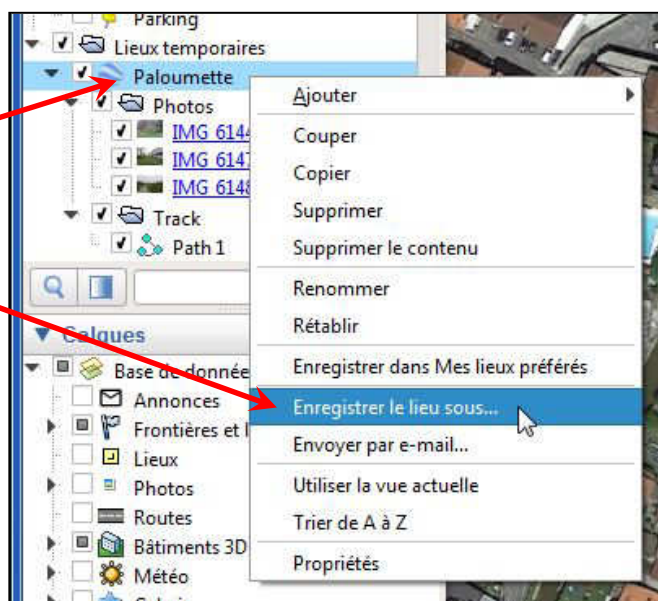 Parking
Lieux temporaires
Paloumette
Photos
IMG 6144
IMG 6147
IMG 6148
Track
Path 1
Calques
Base de donnée
Annonces
Frontières et l
Lieux
Photos
Routes
Bâtiments 3D
Météo
Ajouter
Couper
Copier
Supprimer
Supprimer le contenu
Renommer
Rétablir
Enregistrer dans Mes lieux préférés
Enregistrer le lieu sous...
Envoyer par e-mail...
Utiliser la vue actuelle
Trier de A à Z
Propriétés